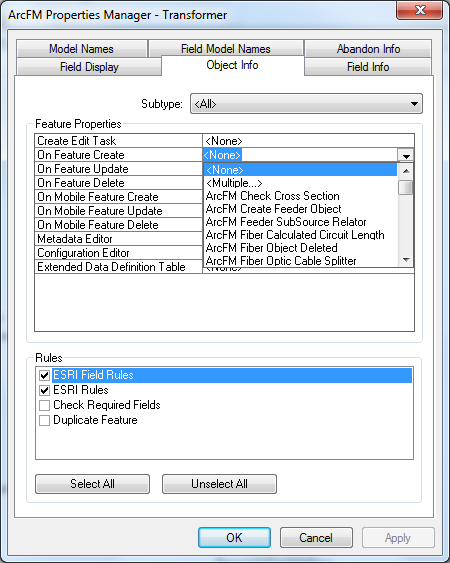 ArcFM Properties Manager - Transformer
Model Names Field Model Names Abandon Info
Field Display Object Info Field Info
Subtype: <All>
Feature Properties
Create Edit Task <None>
On Feature Create <None>
On Feature Update <None>
On Feature Delete <Multiple...>
On Mobile Feature Create ArcFM Check Cross Section
On Mobile Feature Update ArcFM Create Feeder Object
On Mobile Feature Delete ArcFM Feeder SubSource Relator
Metadata Editor ArcFM Fiber Calculated Circuit Length
Configuration Editor ArcFM Fiber Object Deleted
Extended Data Definition Table ArcFM Fiber Optic Cable Splitter
Rules
ESRI Field Rules
ESRI Rules
Check Required Fields
Duplicate Feature
Select All Unselect All
OK Cancel Apply